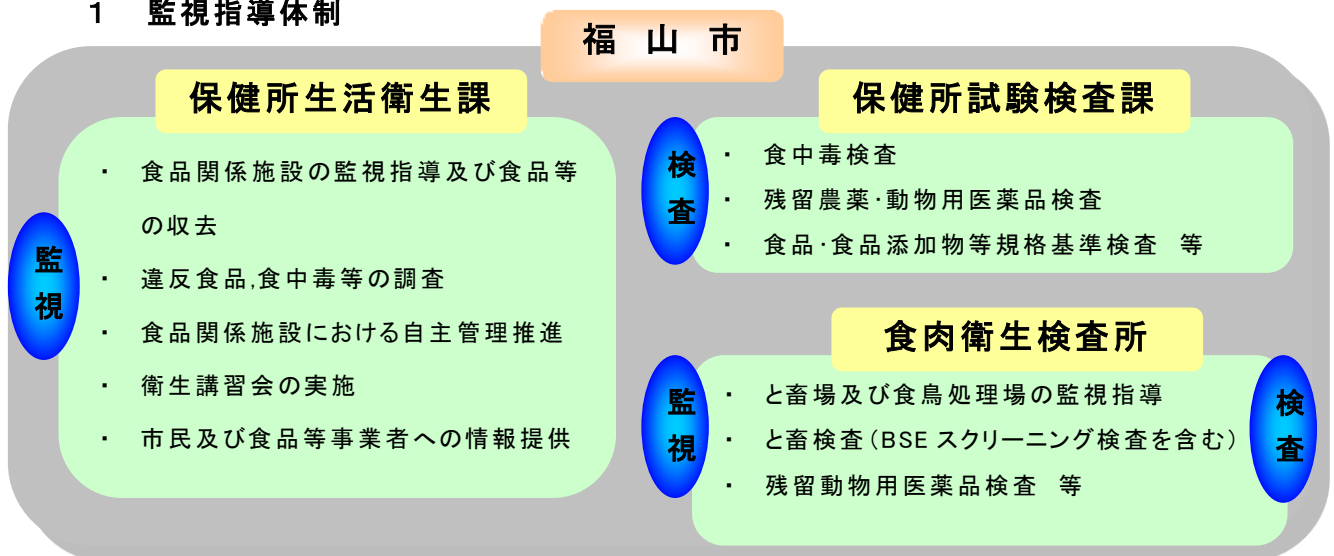 1 監視指導体制
福 山 市
保健所生活衛生課
監視
・ 食品関係施設の監視指導及び食品等
の収去
・ 違反食品,食中毒等の調査
・ 食品関係施設における自主管理推進
・ 衛生講習会の実施
・ 市民及び食品等事業者への情報提供
保健所試験検査課
検査
・ 食中毒検査
・ 残留農薬・動物用医薬品検査
・ 食品・食品添加物等規格基準検査 等
食肉衛生検査所
監視
・ と畜場及び食鳥処理場の監視指導
・ と畜検査(BSE スクリーニング検査を含む)
・ 残留動物用医薬品検査 等
検査